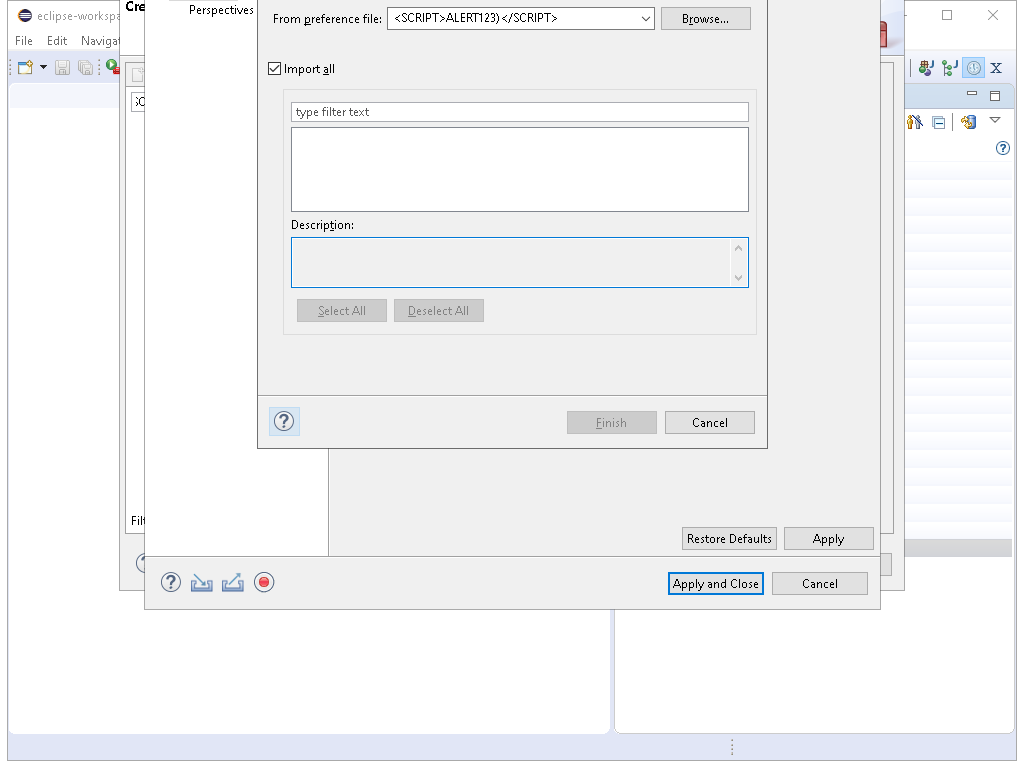 eclipse-workspa
File Edit Navigat
Cre
Perspectives
From preference file: <SCRIPT>ALERT123)</SCRIPT> Browse...
Import all
type filter text
Description:
Select All Deselect All
Finish Cancel
Filt
Restore Defaults Apply
Apply and Close Cancel